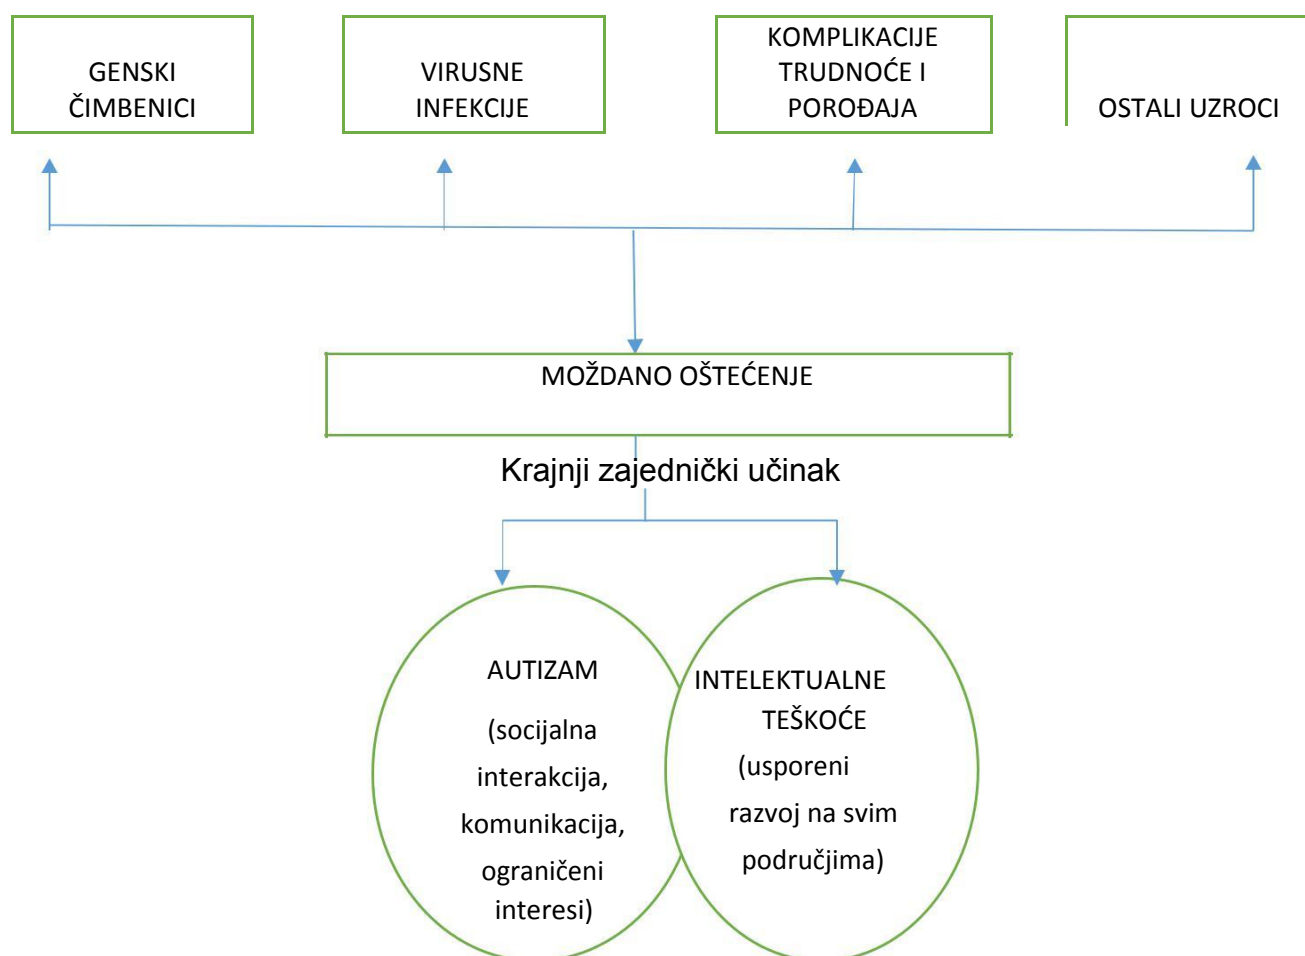 GENSKI
ČIMBENICI
VIRUSNE
INFEKCIJE
KOMPLIKACIJE
TRUDNOĆE I
POROĐAJA
OSTALI UZROCI
MOŽDANO OŠTEĆENJE
Krajnji zajednički učinak
AUTIZAM
(socijalna
interakcija,
komunikacija,
ograničeni
interesi)
INTELEKTUALNE
TEŠKOĆE
(usporeni
razvoj na svim
područjima)